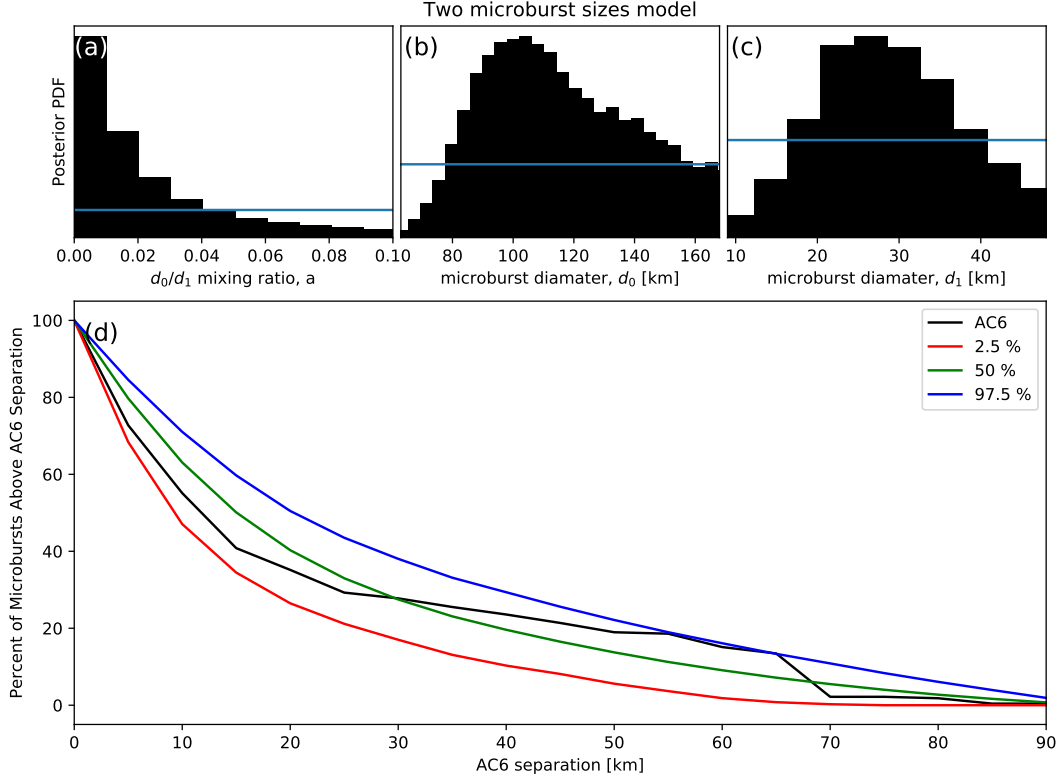 Two microburst sizes model
(a)
(b)
(c)
Posterior PDF
0.00 0.02 0.04 0.06 0.08 0.10
80 100 120 140 160
10 20 30 40
d0/d1 mixing ratio, a
microburst diamater, d0 [km]
microburst diamater, d1 [km]
(d)
AC6
2.5 %
50 %
97.5 %
Percent of Microbursts Above AC6 Separation
100
80
60
40
20
0
0 10 20 30 40 50 60 70 80 90
AC6 separation [km]